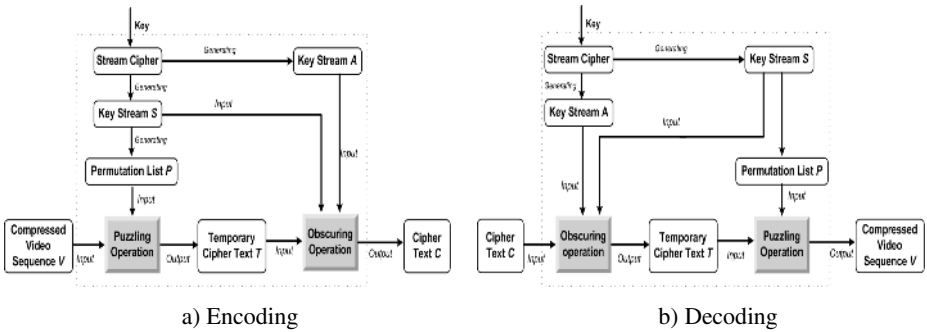 Key
Stream Cipher
Generating
Key Stream A
Generating
Key Stream S
Input
Generating
Input
Permutation List P
Input
Compressed
Video
Sequence V
Input
Puzzling
Operation
Output
Temporary
Cipher Text T
Input
Obscuring
Operation
Output
Cipher
Text C
a) Encoding
Key
Stream Cipher
Generating
Key Stream S
Generating
Key Stream A
Input
Permutation List P
Input
Input
Cipher
Text C
Input
Obscuring
operation
Output
Temporary
Cipher Text T
Input
Puzzling
Operation
Output
Compressed
Video
Sequence V
b) Decoding